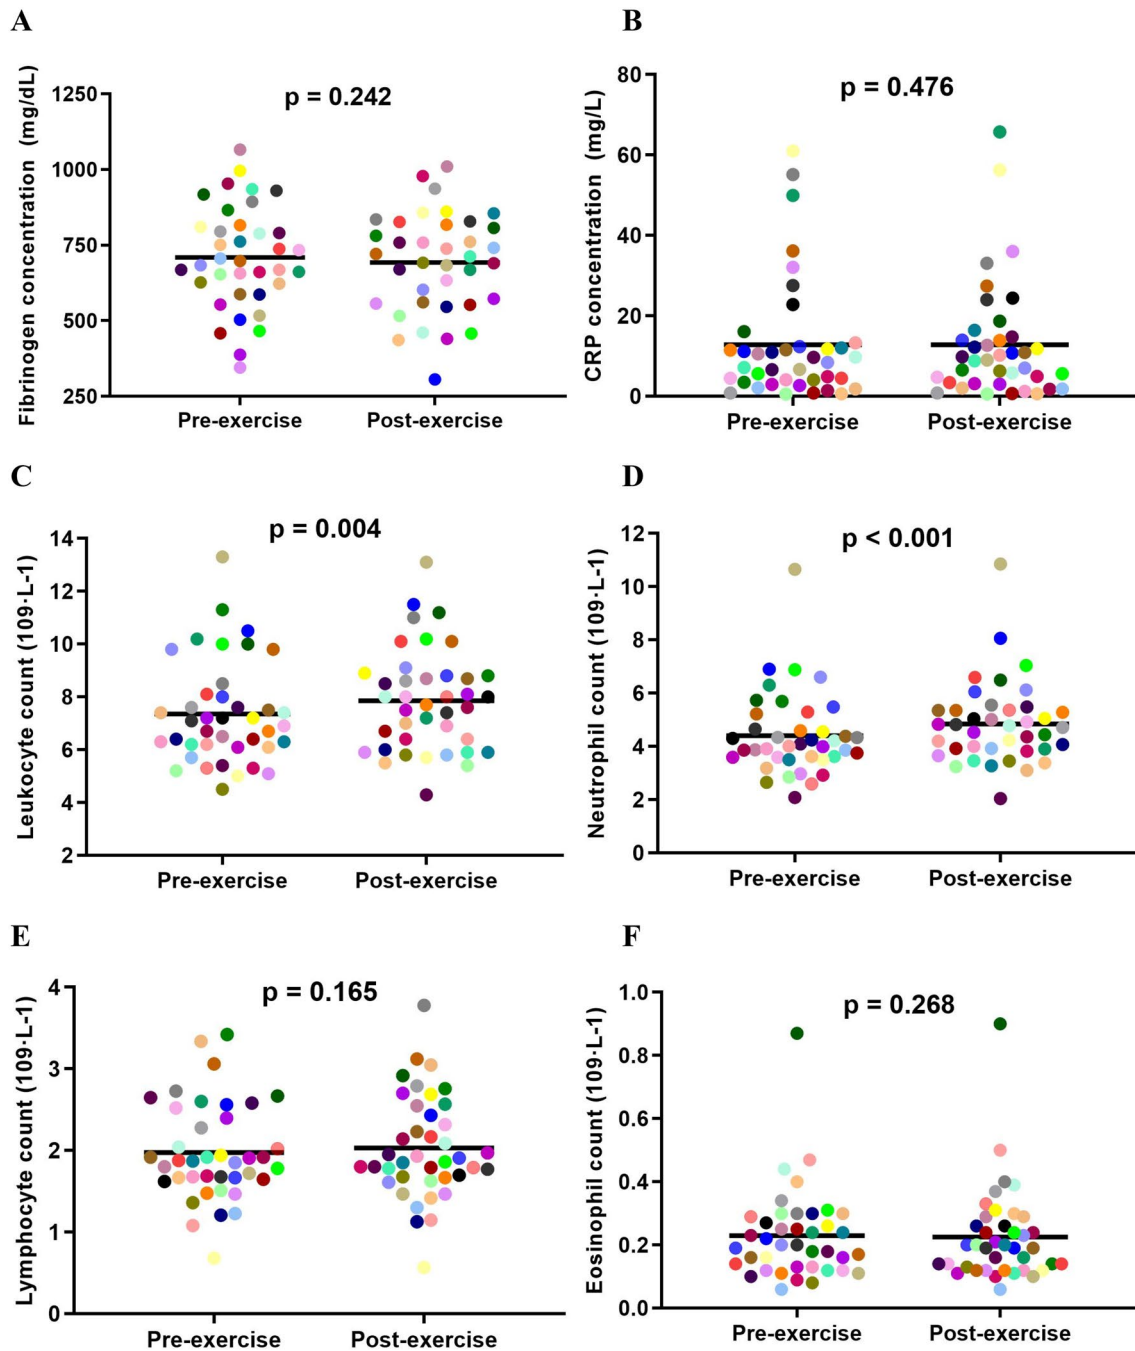 A
Fibrinogen concentration (mg/dL)
p = 0.242
1250
1000
750
500
250
Pre-exercise Post-exercise
B
CRP concentration (mg/L)
p = 0.476
80
60
40
20
0
Pre-exercise Post-exercise
C
Leukocyte count (109·L-1)
p = 0.004
14
12
10
8
6
4
2
Pre-exercise Post-exercise
D
Neutrophil count (109·L-1)
p < 0.001
12
10
8
6
4
2
0
Pre-exercise Post-exercise
E
Lymphocyte count (109·L-1)
p = 0.165
4
3
2
1
0
Pre-exercise Post-exercise
F
Eosinophil count (109·L-1)
p = 0.268
1.0
0.8
0.6
0.4
0.2
0.0
Pre-exercise Post-exercise